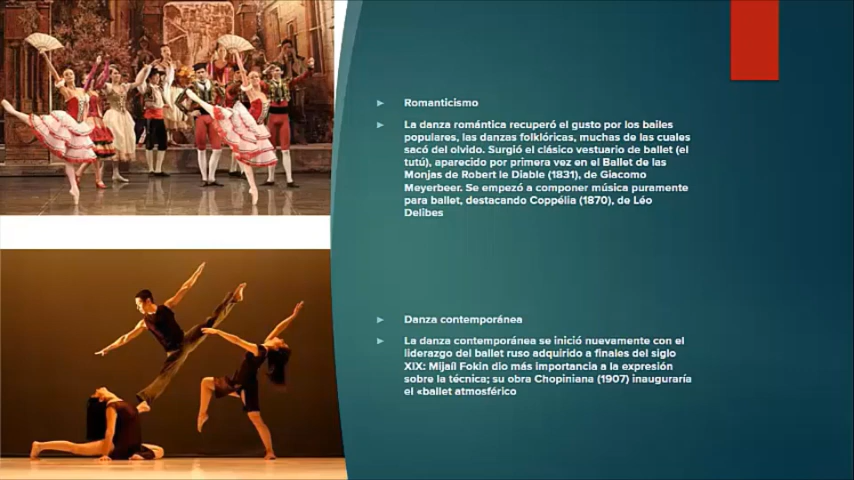 Romanticismo
La danza romántica recuperó el gusto por los bailes
populares, las danzas folklóricas, muchas de las cuales
sacó del olvido. Surgió el clásico vestuario de ballet (el
tutú), aparecido por primera vez en el Ballet de las
Monjas de Robert le Diable (1831), de Giacomo
Meyerbeer. Se empezó a componer música puramente
para ballet, destacando Coppélia (1870), de Léo
Delibes
Danza contemporánea
La danza contemporánea se inició nuevamente con el
liderazgo del ballet ruso adquirido a finales del siglo
XIX: Mijaíl Fokin dio más importancia a la expresión
sobre la técnica; su obra Chopiniana (1907) inauguraría
el «ballet atmosférico